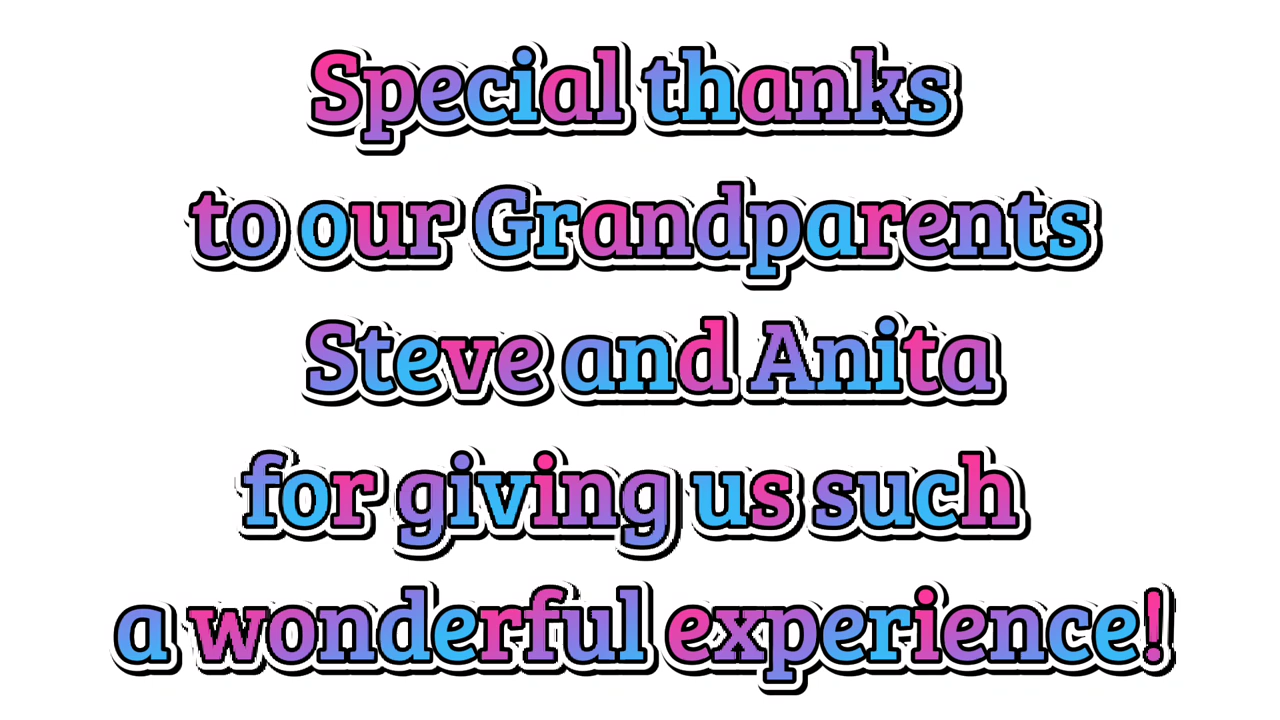 Special thanks
to our Grandparents
Steve and Anita
for giving us such
a wonderful experience!